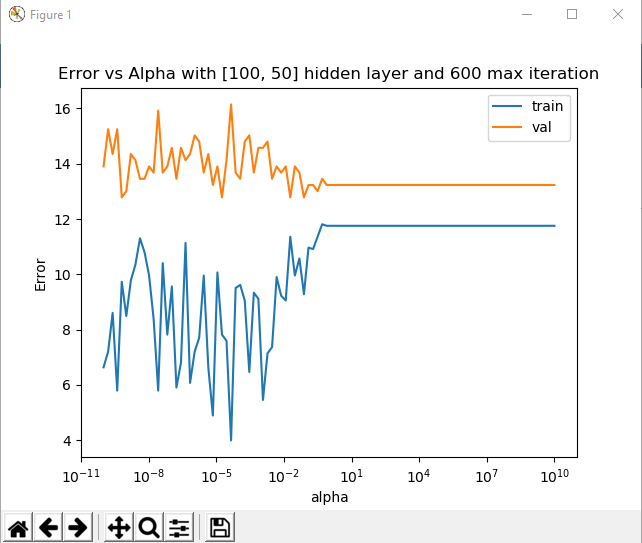 Figure 1
Error vs Alpha with [100, 50] hidden layer and 600 max iteration
train
val
16
14
12
10
8
6
4
Error
10⁻¹¹ 10⁻⁸ 10⁻⁵ 10⁻² 10¹ 10⁴ 10⁷ 10¹⁰
alpha